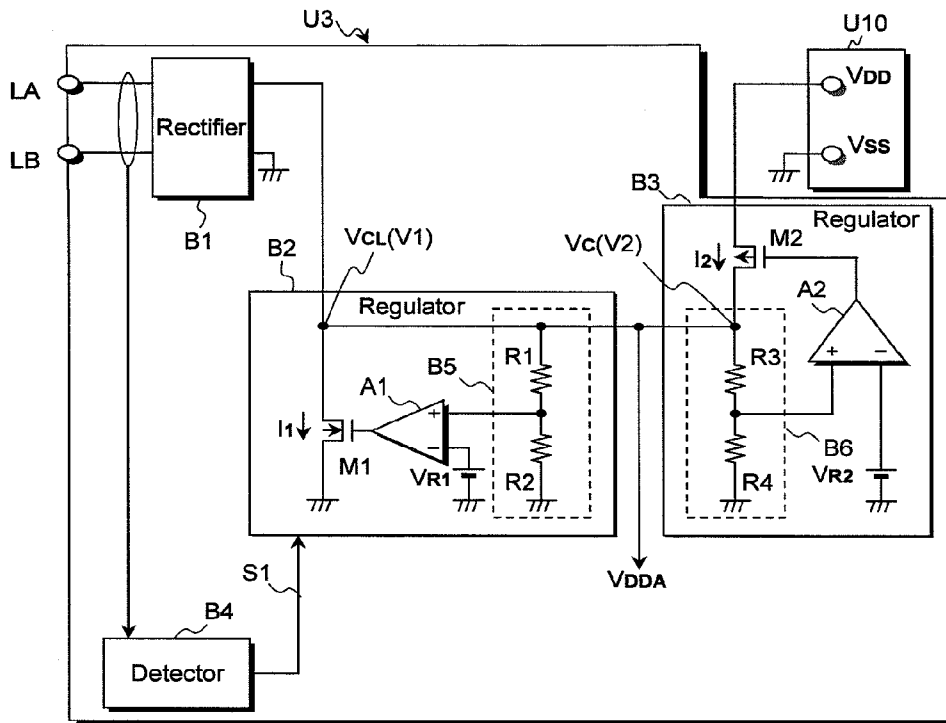 U3
U10
LA
LB
Rectifier
B1
VDD
VSS
B3
Regulator
B2
VCL(V1)
VC(V2)
I2
M2
A2
Regulator
B5
R1
A1
R3
+
−
I1
M1
+
−
VR1
R2
R4
B6
VR2
S1
VDDA
B4
Detector